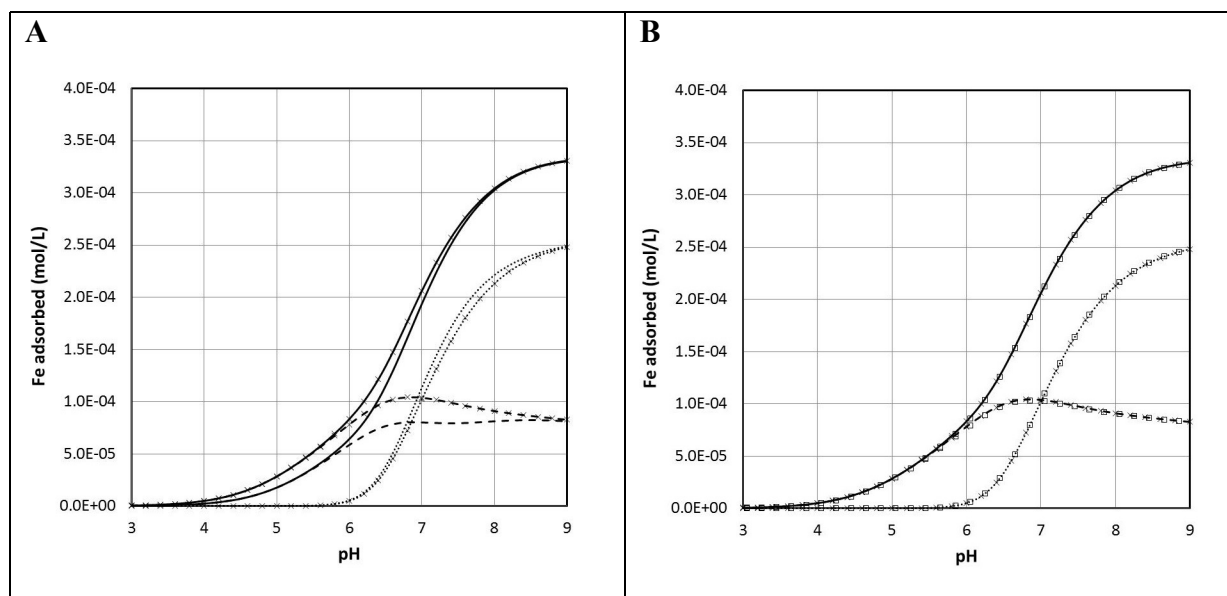 A
Fe adsorbed (mol/L)
4.0E-04
3.5E-04
3.0E-04
2.5E-04
2.0E-04
1.5E-04
1.0E-04
5.0E-05
0.0E+00
3 4 5 6 7 8 9
pH
B
Fe adsorbed (mol/L)
4.0E-04
3.5E-04
3.0E-04
2.5E-04
2.0E-04
1.5E-04
1.0E-04
5.0E-05
0.0E+00
3 4 5 6 7 8 9
pH